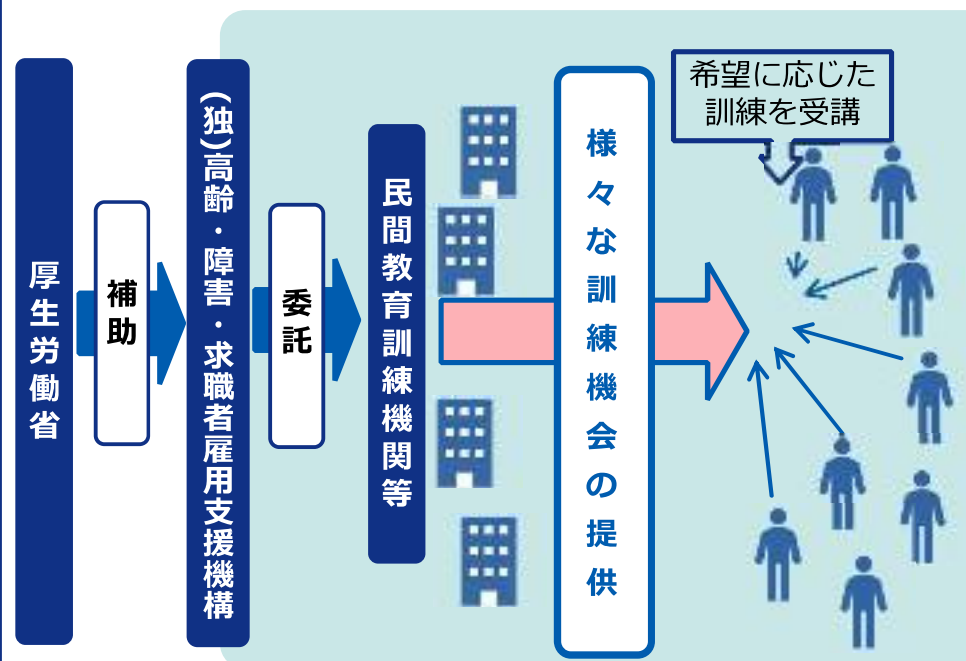 厚生労働省
補助
(独)高齢・障害・求職者雇用支援機構
委託
民間教育訓練機関等
様々な訓練機会の提供
希望に応じた
訓練を受講